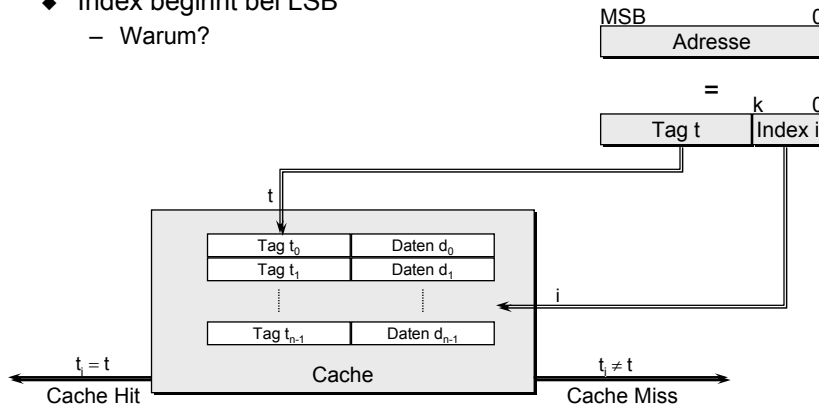 ◆ Index beginnt bei LSB
– Warum?
MSB 0
Adresse
=
k 0
Tag t Index i
t
Tag t0 Daten d0
Tag t1 Daten d1
i
Tag tn-1 Daten dn-1
Cache
ti = t
Cache Hit
ti ≠ t
Cache Miss